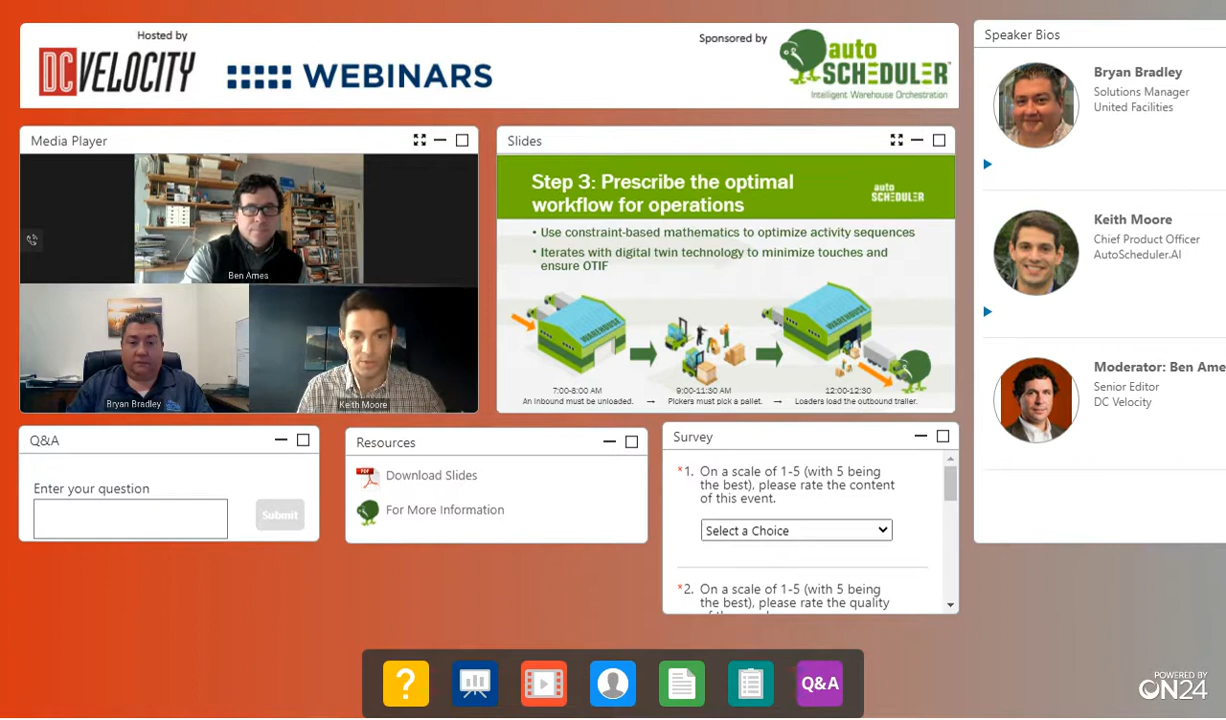 Hosted by
DCVELOCITY
WEBINARS
Sponsored by
auto
SCHEDULER
Intelligent Warehouse Orchestration
Speaker Bios
Bryan Bradley
Solutions Manager
United Facilities
Keith Moore
Chief Product Officer
AutoScheduler.AI
Moderator: Ben Ame
Senior Editor
DC Velocity
Media Player
Ben Ames
Bryan Bradley
Keith Moore
Slides
Step 3: Prescribe the optimal
workflow for operations
auto
SCHEDULER
• Use constraint-based mathematics to optimize activity sequences
• Iterates with digital twin technology to minimize touches and
ensure OTIF
WAREHOUSE
WAREHOUSE
7:00-8:00 AM
9:00-11:30 AM
12:00-12:30
An Inbound must be unloaded. → Pickers must pick a pallet. → Loaders load the outbound trailer.
Q&A
Enter your question
Submit
Resources
PDF
Download Slides
For More Information
Survey
*1. On a scale of 1-5 (with 5 being
the best), please rate the content
of this event.
Select a Choice
*2. On a scale of 1-5 (with 5 being
the best), please rate the quality
?
Q&A
POWERED BY
ON24